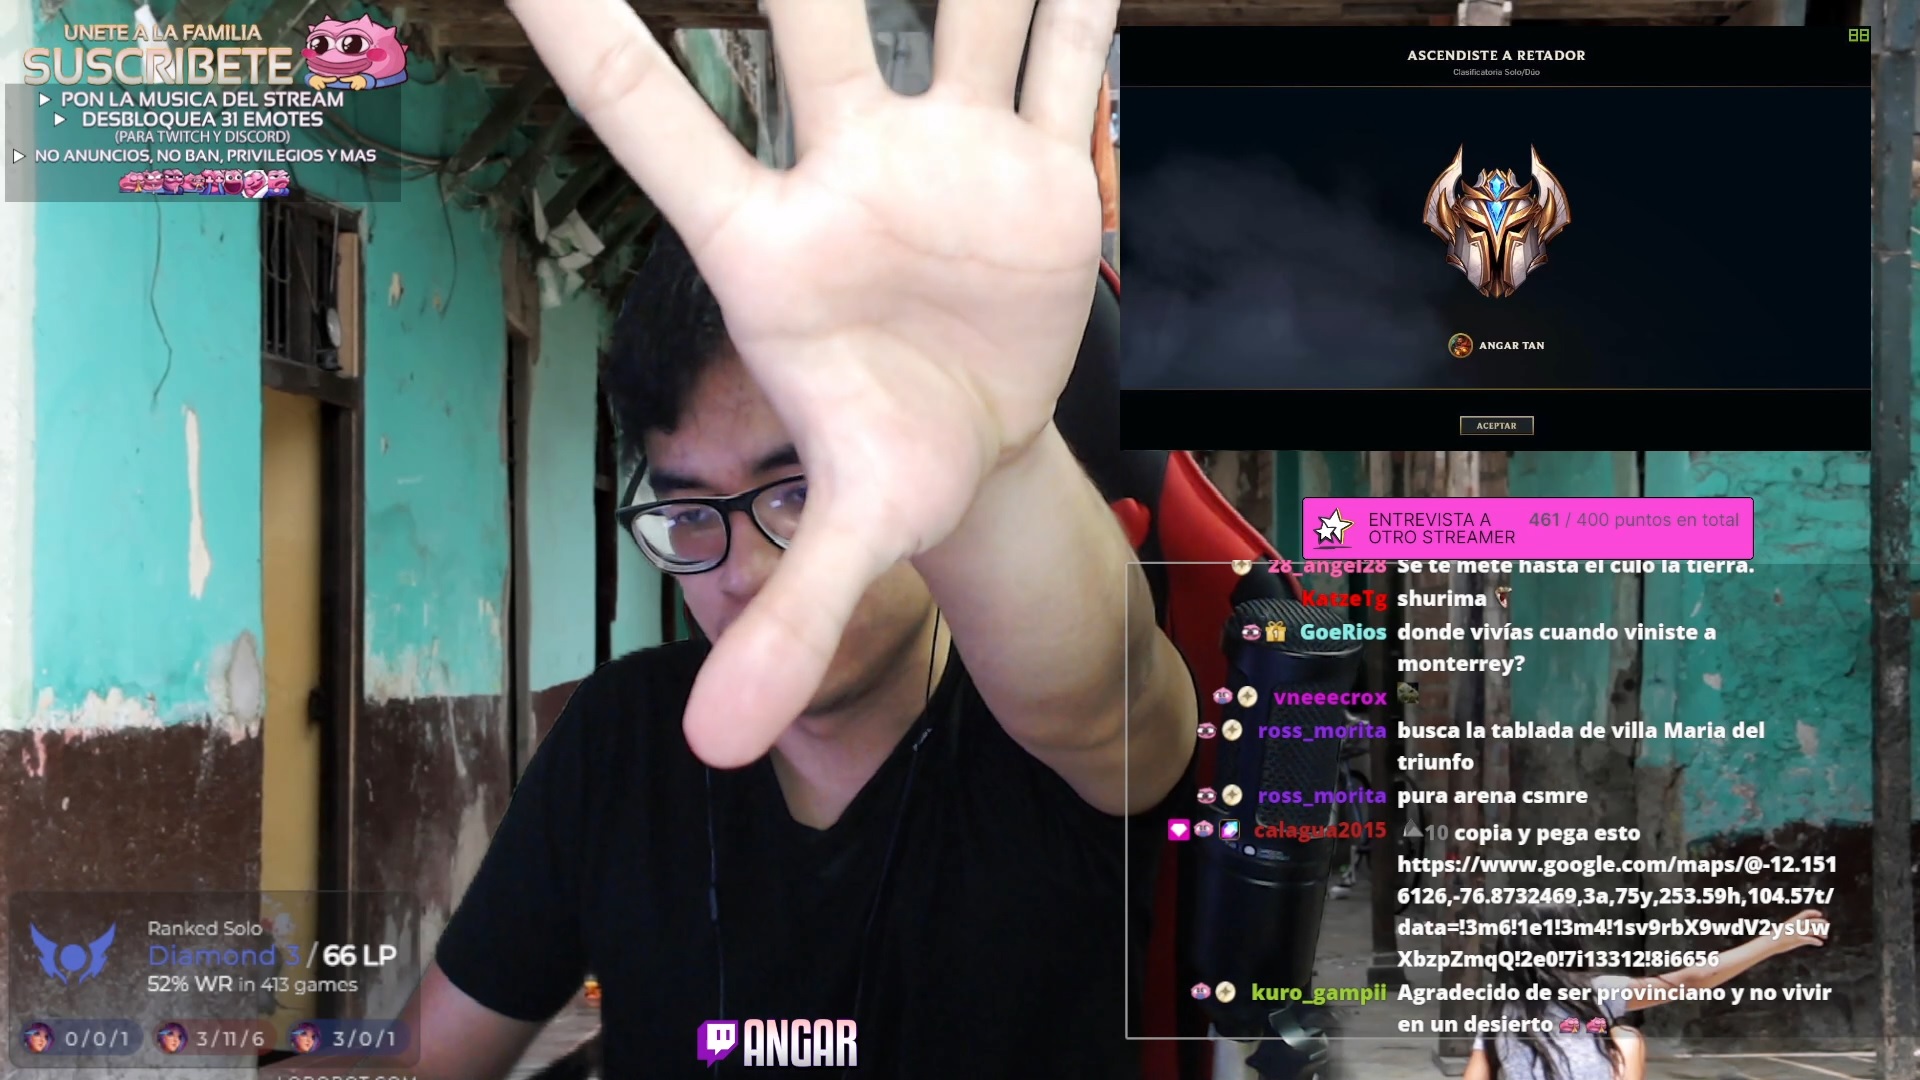 UNETE A LA FAMILIA
SUSCRIBETE
PON LA MUSICA DEL STREAM
DESBLOQUEA 31 EMOTES
(PARA TWITCH Y DISCORD)
NO ANUNCIOS, NO BAN, PRIVILEGIOS Y MAS
88
ASCENDISTE A RETADOR
Clasificatoria Solo/Dúo
ANGAR TAN
ACEPTAR
ENTREVISTA A
OTRO STREAMER
461 / 400 puntos en total
28_angel28 Se te mete hasta el culo la tierra.
KatzeTg shurima
GoeRios donde vivías cuando viniste a
monterrey?
vneeecrox
ross_morita busca la tablada de villa Maria del
triunfo
ross_morita pura arena csmre
calagua2015 10 copia y pega esto
https://www.google.com/maps/@-12.151
6126,-76.8732469,3a,75y,253.59h,104.57t/
data=!3m6!1e1!3m4!1sv9rbX9wdV2ysUw
XbzpZmqQ!2e0!7i13312!8i6656
kuro_gampii Agradecido de ser provinciano y no vivir
en un desierto
Ranked Solo
Diamond 3 / 66 LP
52% WR in 413 games
0/0/1 3/11/6 3/0/1
ANGAR